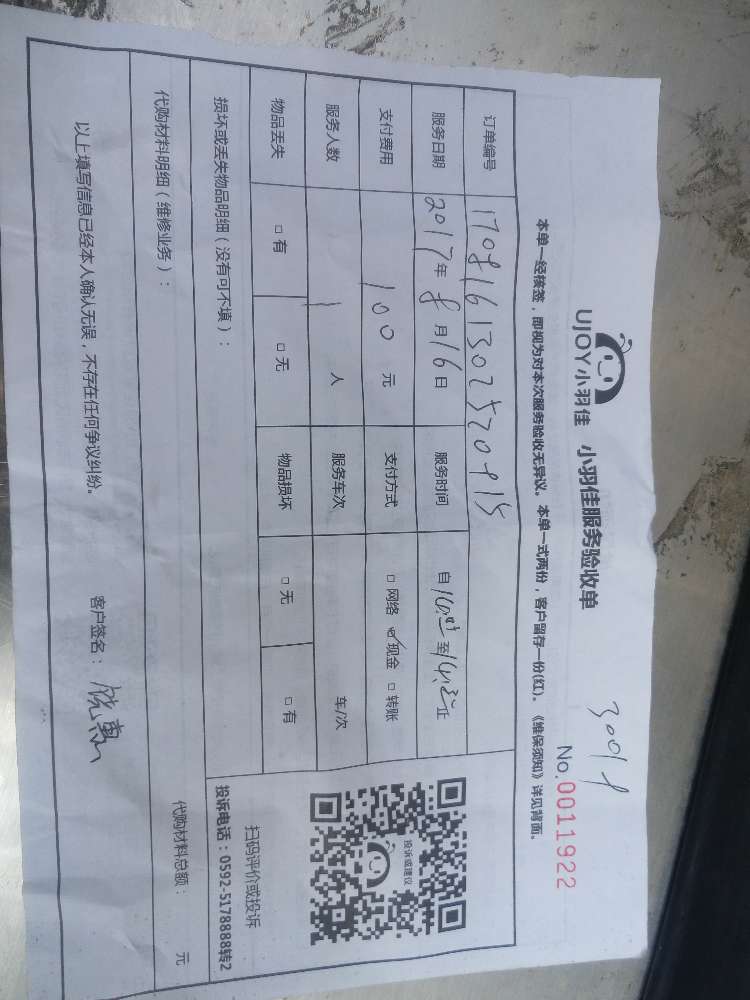 30018
UJOY小羽佳 小羽佳服务验收单
No.0011922
本单一经核签，即视为对本次服务验收无异议。本单一式两份，客户留存一份(红)。《维保须知》详见背面。
订单编号
服务日期 2017年8月16日 服务时间 自 至 止
支付费用 100元 支付方式 □网络 ☑现金 □转账
服务人数 1人 服务车次 车/次
物品丢失 □有 □无 物品损坏 □无 □有
损坏或丢失物品明细（没有可不填）：
投诉或建议
扫码评价或投诉
投诉电话：0592-5178888转2
代购材料明细（维修业务）： 代购材料总额： 元
以上填写信息已经本人确认无误，不存在任何争议纠纷。 客户签名：